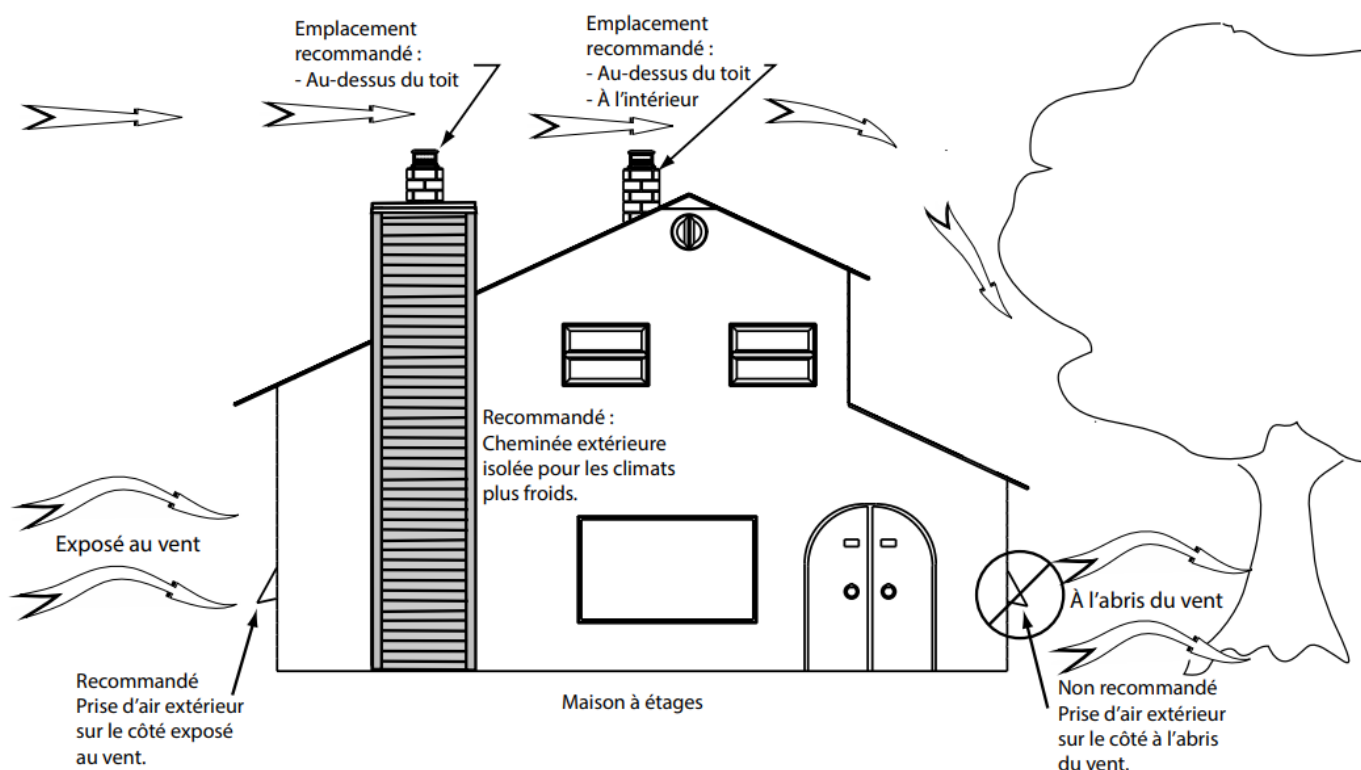 Emplacement
recommandé :
- Au-dessus du toit
Emplacement
recommandé :
- Au-dessus du toit
- À l'intérieur
Recommandé :
Cheminée extérieure
isolée pour les climats
plus froids.
Exposé au vent
À l'abris du vent
Recommandé
Prise d'air extérieur
sur le côté exposé
au vent.
Maison à étages
Non recommandé
Prise d'air extérieur
sur le côté à l'abris
du vent.